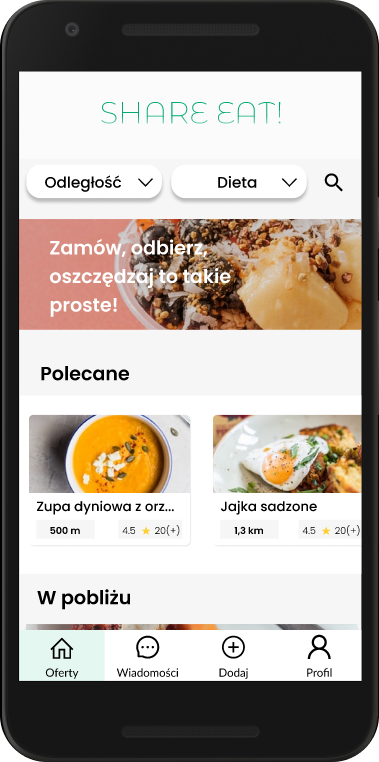 SHARE EAT!
Odległość
Dieta
Zamów, odbierz,
oszczędzaj to takie
proste!
Polecane
Zupa dyniowa z orz...
Jajka sadzone
500 m
4.5 ★ 20(+)
1,3 km
4.5 ★ 20(+)
W pobliżu
Oferty
Wiadomości
Dodaj
Profil